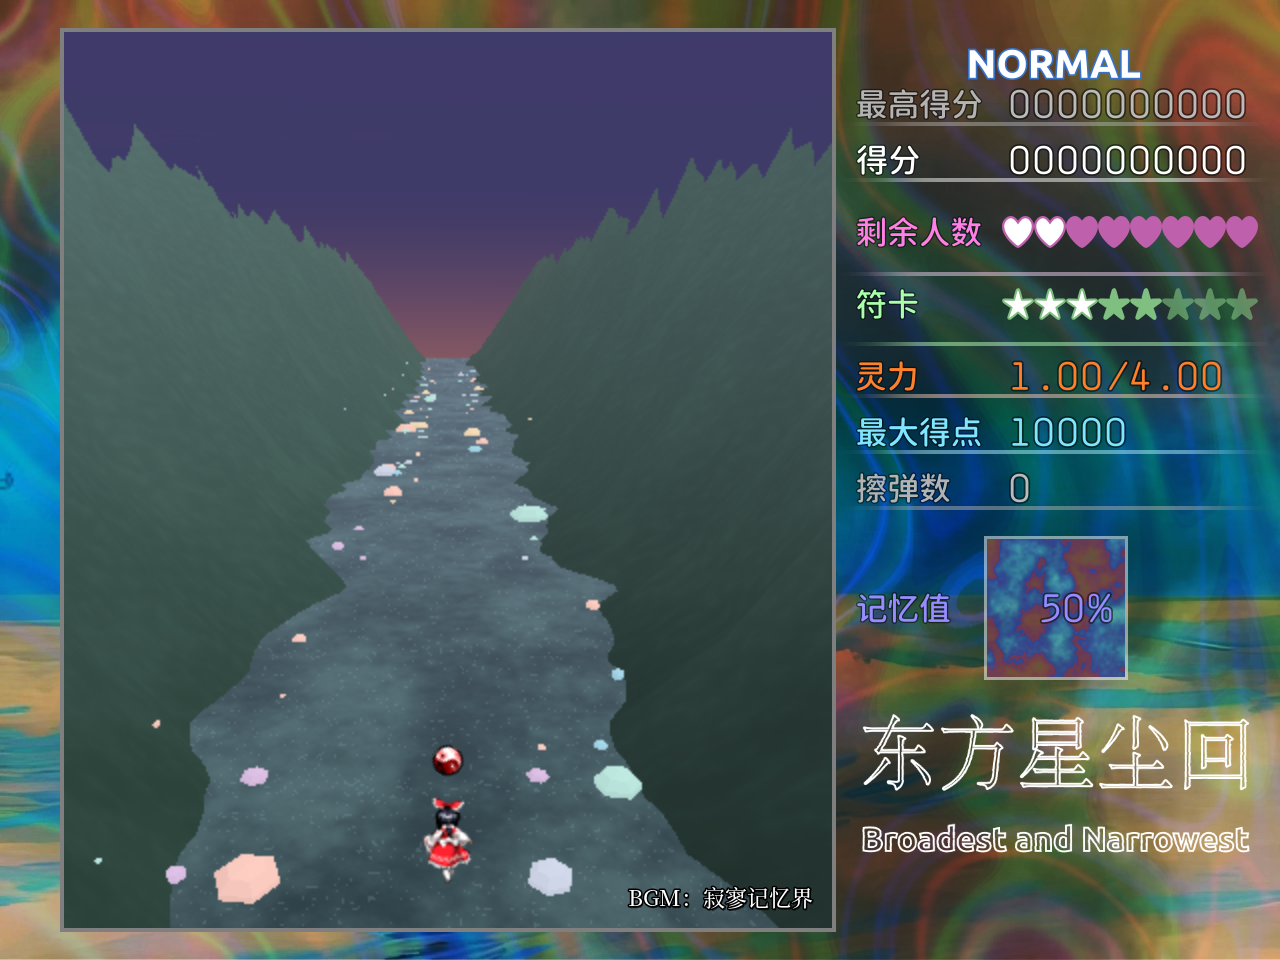 NORMAL
最高得分 0000000000
得分 0000000000
剩余人数
符卡
灵力 1.00/4.00
最大得点 10000
擦弹数 0
记忆值 50%
东方星尘回
Broadest and Narrowest
BGM：寂寥记忆界